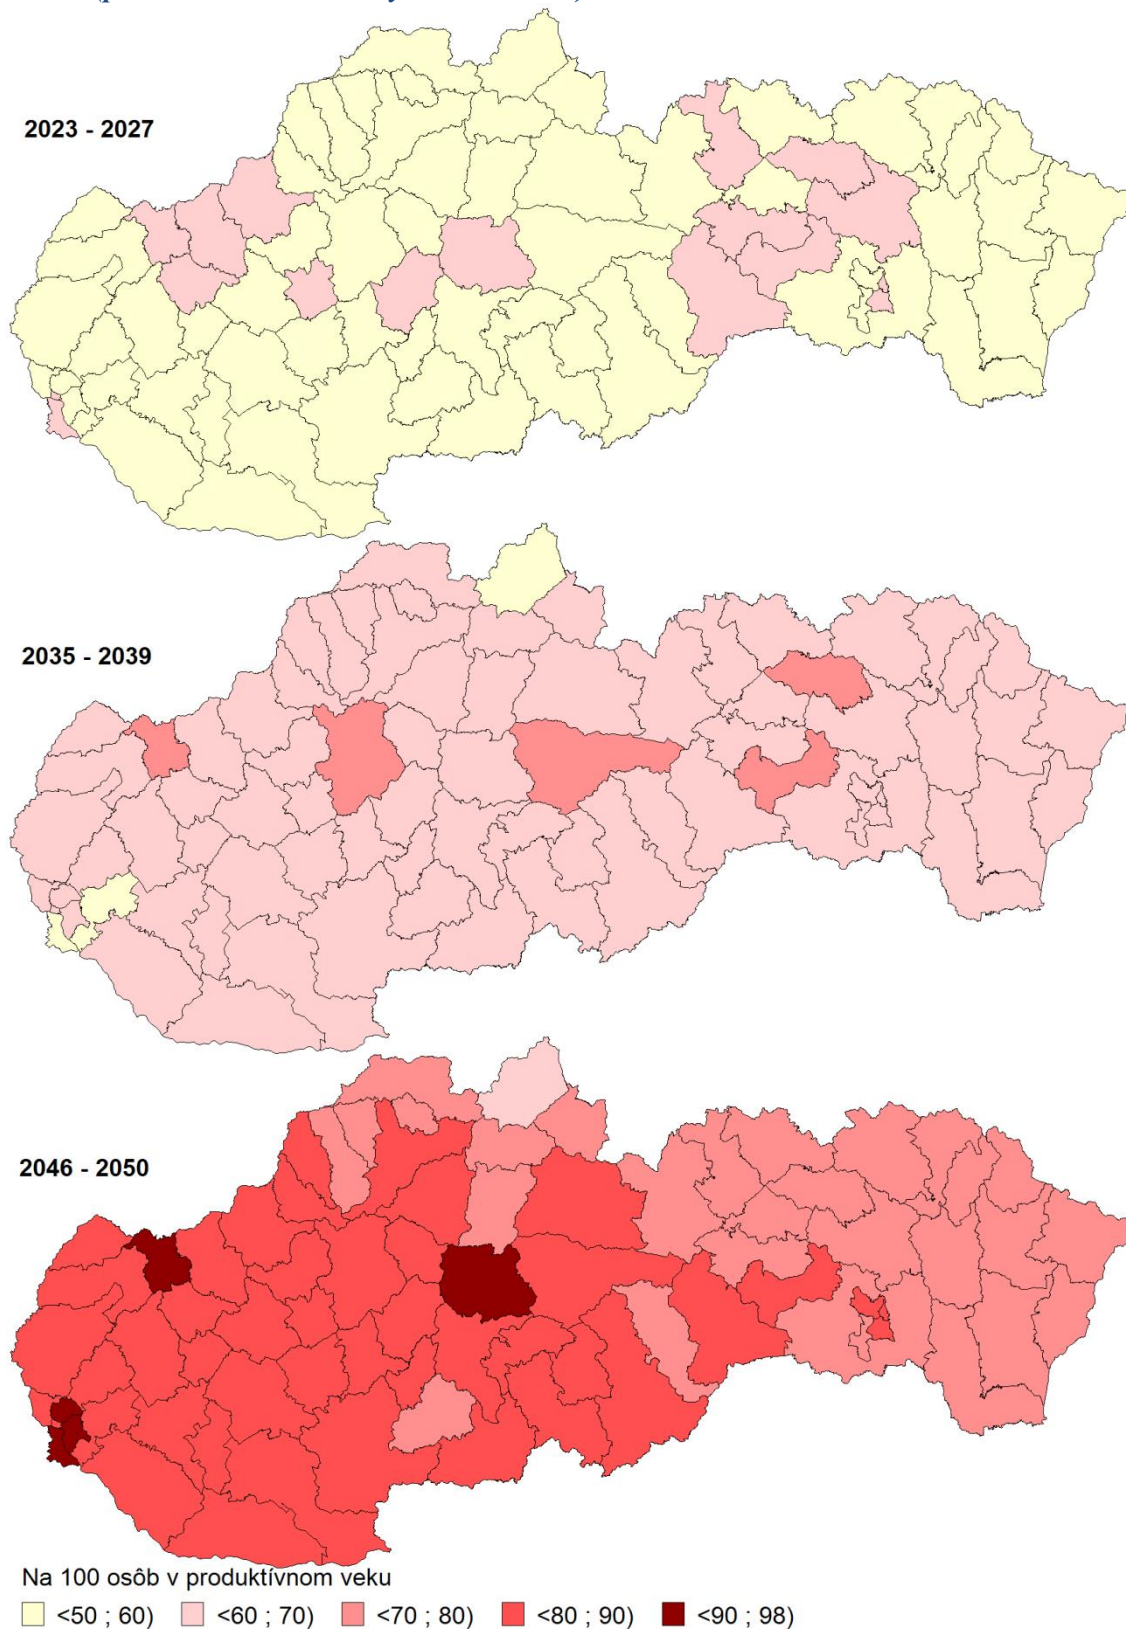 2023 - 2027
2035 - 2039
2046 - 2050
Na 100 osôb v produktívnom veku
<50 ; 60) <60 ; 70) <70 ; 80) <80 ; 90) <90 ; 98)